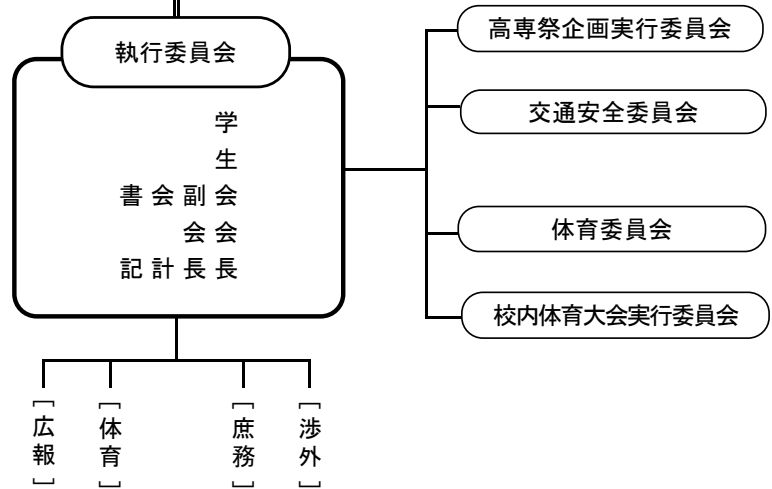 執行委員会
学生会会長
副会長
会計
書記
高専祭企画実行委員会
交通安全委員会
体育委員会
校内体育大会実行委員会
[渉外]
[庶務]
[体育]
[広報]